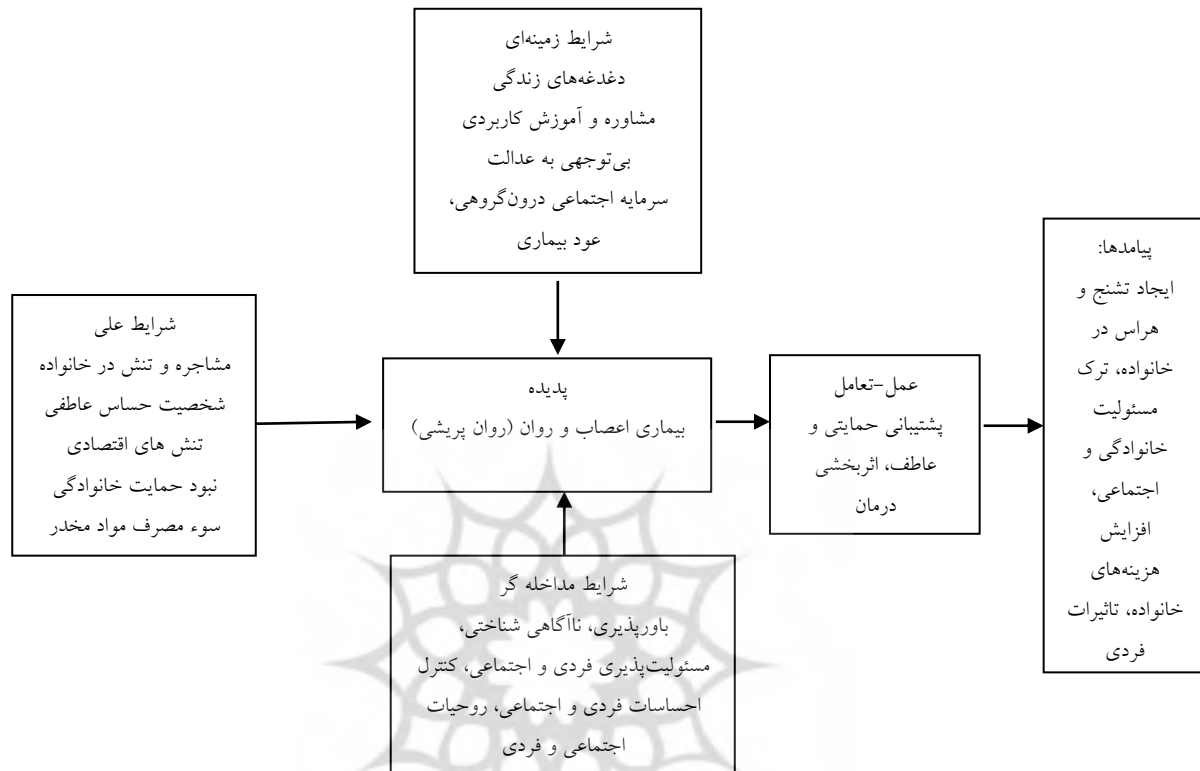 شرایط زمینه‌ای
دغدغه‌های زندگی
مشاوره و آموزش کاربردی
بی‌توجهی به عدالت
سرمایه اجتماعی درون‌گروهی،
عود بیماری
شرایط علی
مشاجره و تنش در خانواده
شخصیت حساس عاطفی
تنش های اقتصادی
نبود حمایت خانوادگی
سوء مصرف مواد مخدر
پدیده
بیماری اعصاب و روان (روان پریشی)
عمل-تعامل
پشتیبانی حمایتی و
عاطف، اثربخشی
درمان
پیامدها:
ایجاد تشنج و
هراس در
خانواده، ترک
مسئولیت
خانوادگی و
اجتماعی،
افزایش
هزینه‌های
خانواده، تاثیرات
فردی
شرایط مداخله گر
باورپذیری، ناآگاهی شناختی،
مسئولیت‌پذیری فردی و اجتماعی، کنترل
احساسات فردی و اجتماعی، روحیات
اجتماعی و فردی